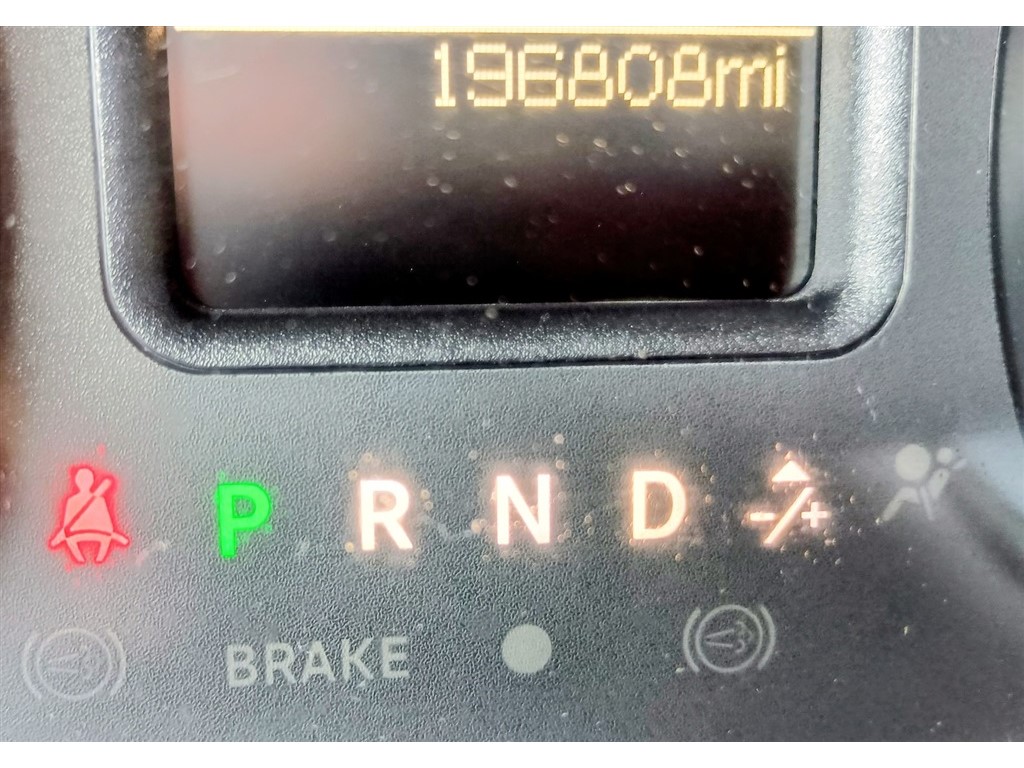 196808mi
P R N D -/+
BRAKE